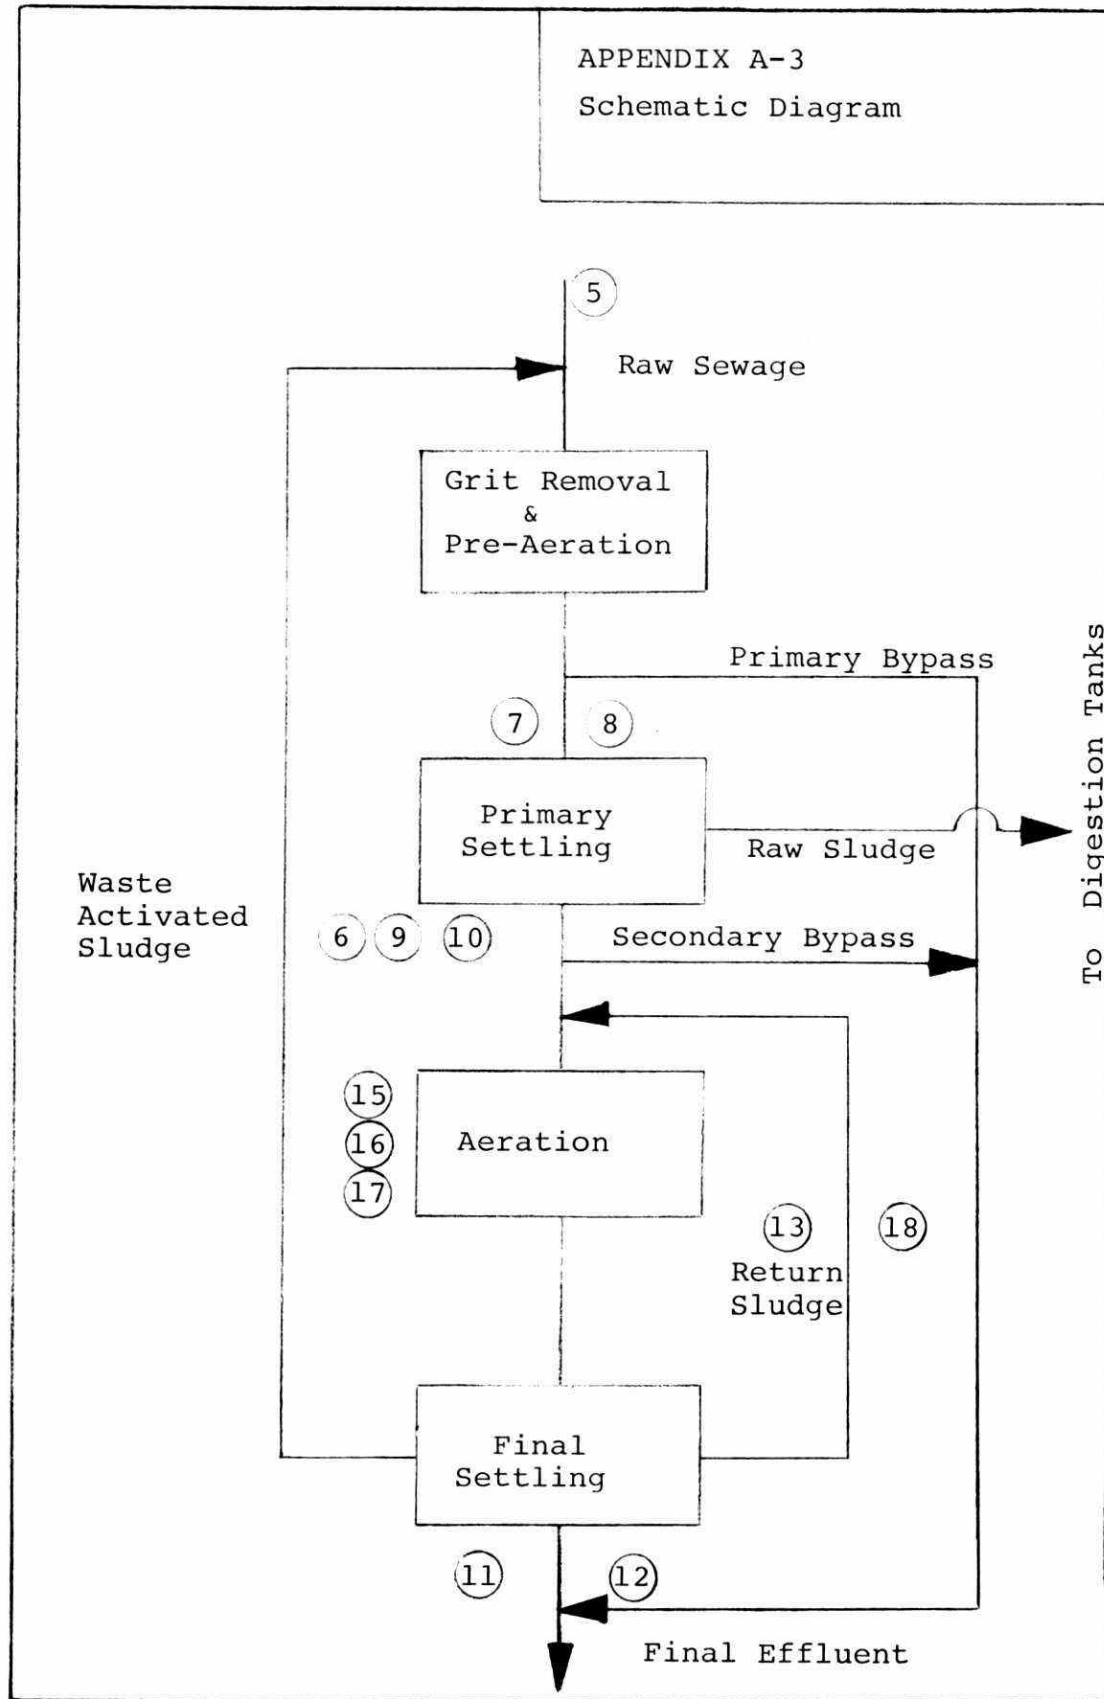 APPENDIX A-3
Schematic Diagram
5
Raw Sewage
Grit Removal
&
Pre-Aeration
Primary Bypass
7 8
Primary
Settling
Raw Sludge
To Digestion Tanks
Waste
Activated
Sludge
6 9 10
Secondary Bypass
15
16
17
Aeration
13 18
Return
Sludge
Final
Settling
11 12
Final Effluent